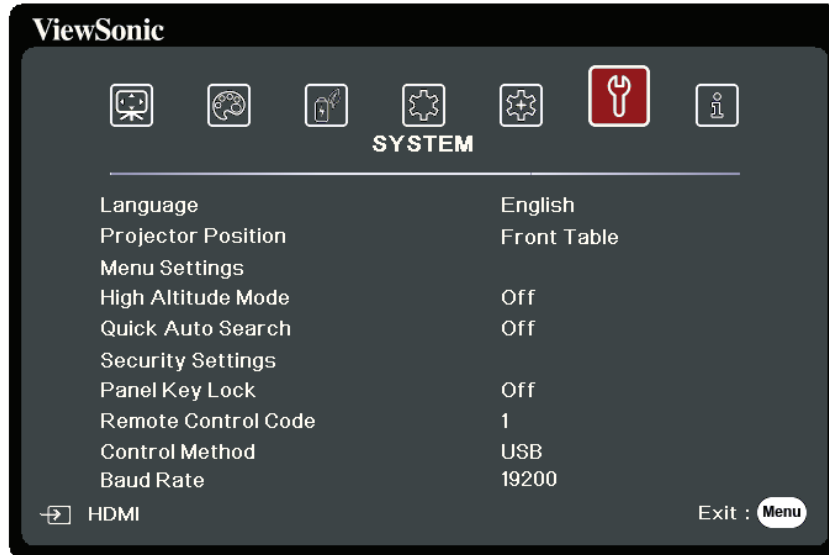 ViewSonic
SYSTEM
Language English
Projector Position Front Table
Menu Settings
High Altitude Mode Off
Quick Auto Search Off
Security Settings
Panel Key Lock Off
Remote Control Code 1
Control Method USB
Baud Rate 19200
HDMI Exit : Menu